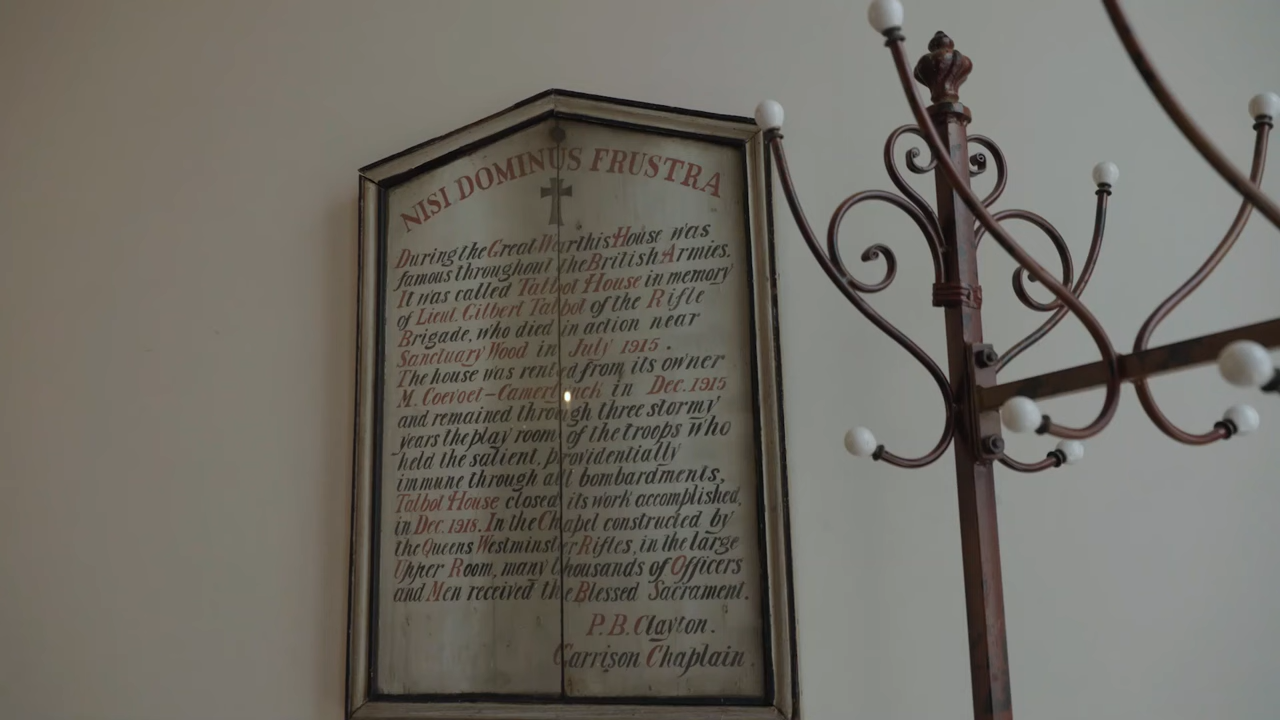 NISI DOMINUS FRUSTRA
During the Great War this House was
famous throughout the British Armies.
It was called Talbot House in memory
of Lieut. Gilbert Talbot of the Rifle
Brigade, who died in action near
Sanctuary Wood in July 1915.
The house was rented from its owner
M. Coevoet-Camerlynck in Dec. 1915
and remained through three stormy
years the play room of the troops who
held the salient, providentially
immune through all bombardments,
Talbot House closed, its work accomplished,
in Dec. 1918. In the Chapel constructed by
the Queens Westminster Rifles, in the large
Upper Room, many thousands of Officers
and Men received the Blessed Sacrament.
P.B. Clayton.
Garrison Chaplain.